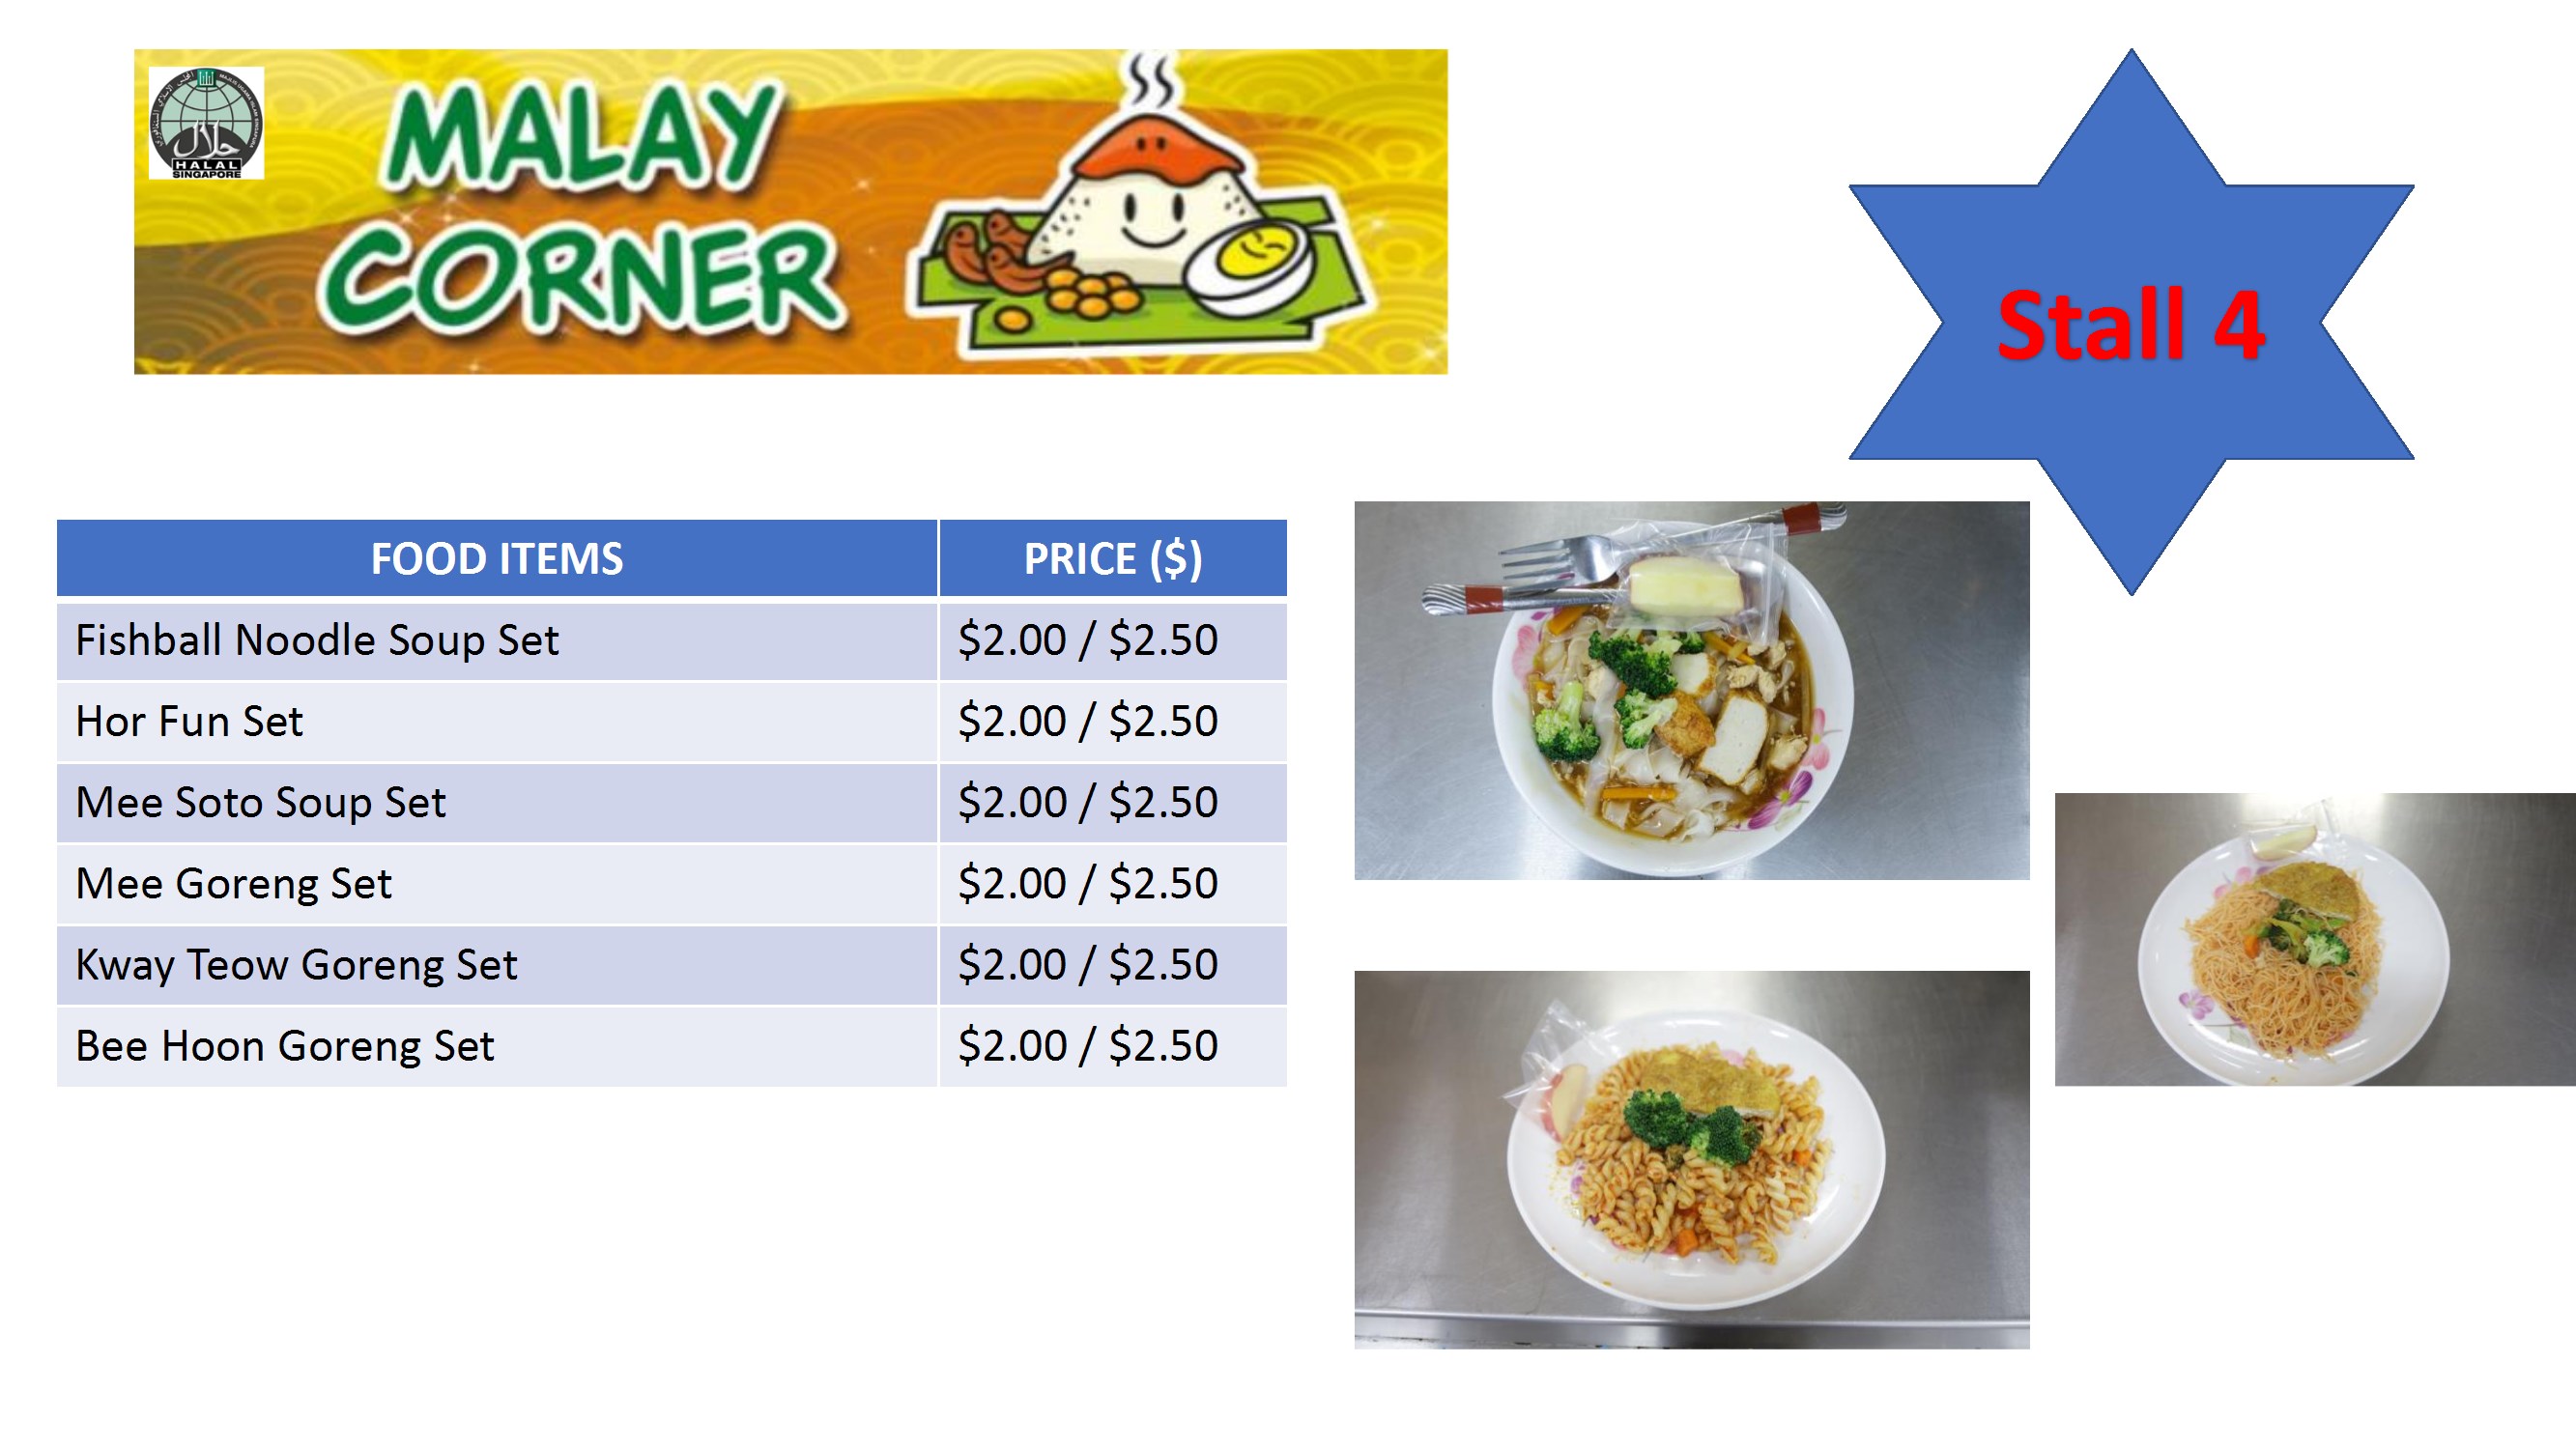 HALAL
SINGAPORE
MALAY
CORNER
Stall 4
FOOD ITEMS PRICE ($)
Fishball Noodle Soup Set $2.00 / $2.50
Hor Fun Set $2.00 / $2.50
Mee Soto Soup Set $2.00 / $2.50
Mee Goreng Set $2.00 / $2.50
Kway Teow Goreng Set $2.00 / $2.50
Bee Hoon Goreng Set $2.00 / $2.50